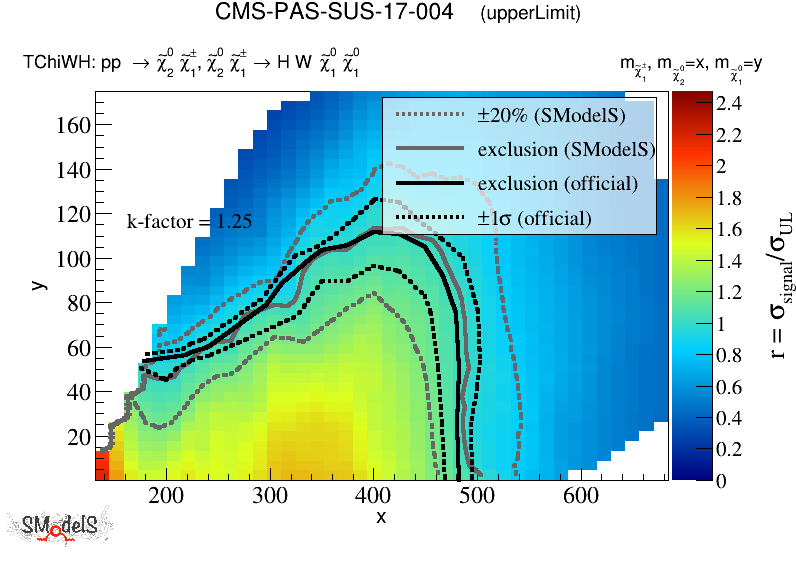 CMS-PAS-SUS-17-004 (upperLimit)
TChiWH: pp → χ̃⁰₂ χ̃±₁, χ̃⁰₂ χ̃±₁ → H W χ̃⁰₁ χ̃⁰₁
m_χ̃±₁, m_χ̃⁰₂=x, m_χ̃⁰₁=y
±20% (SModelS)
exclusion (SModelS)
exclusion (official)
±1σ (official)
k-factor = 1.25
160
140
120
100
80
60
40
20
y
200
300
400
500
600
x
2.4
2.2
2
1.8
1.6
1.4
1.2
1
0.8
0.6
0.4
0.2
0
r = σ_signal/σ_UL
SModelS